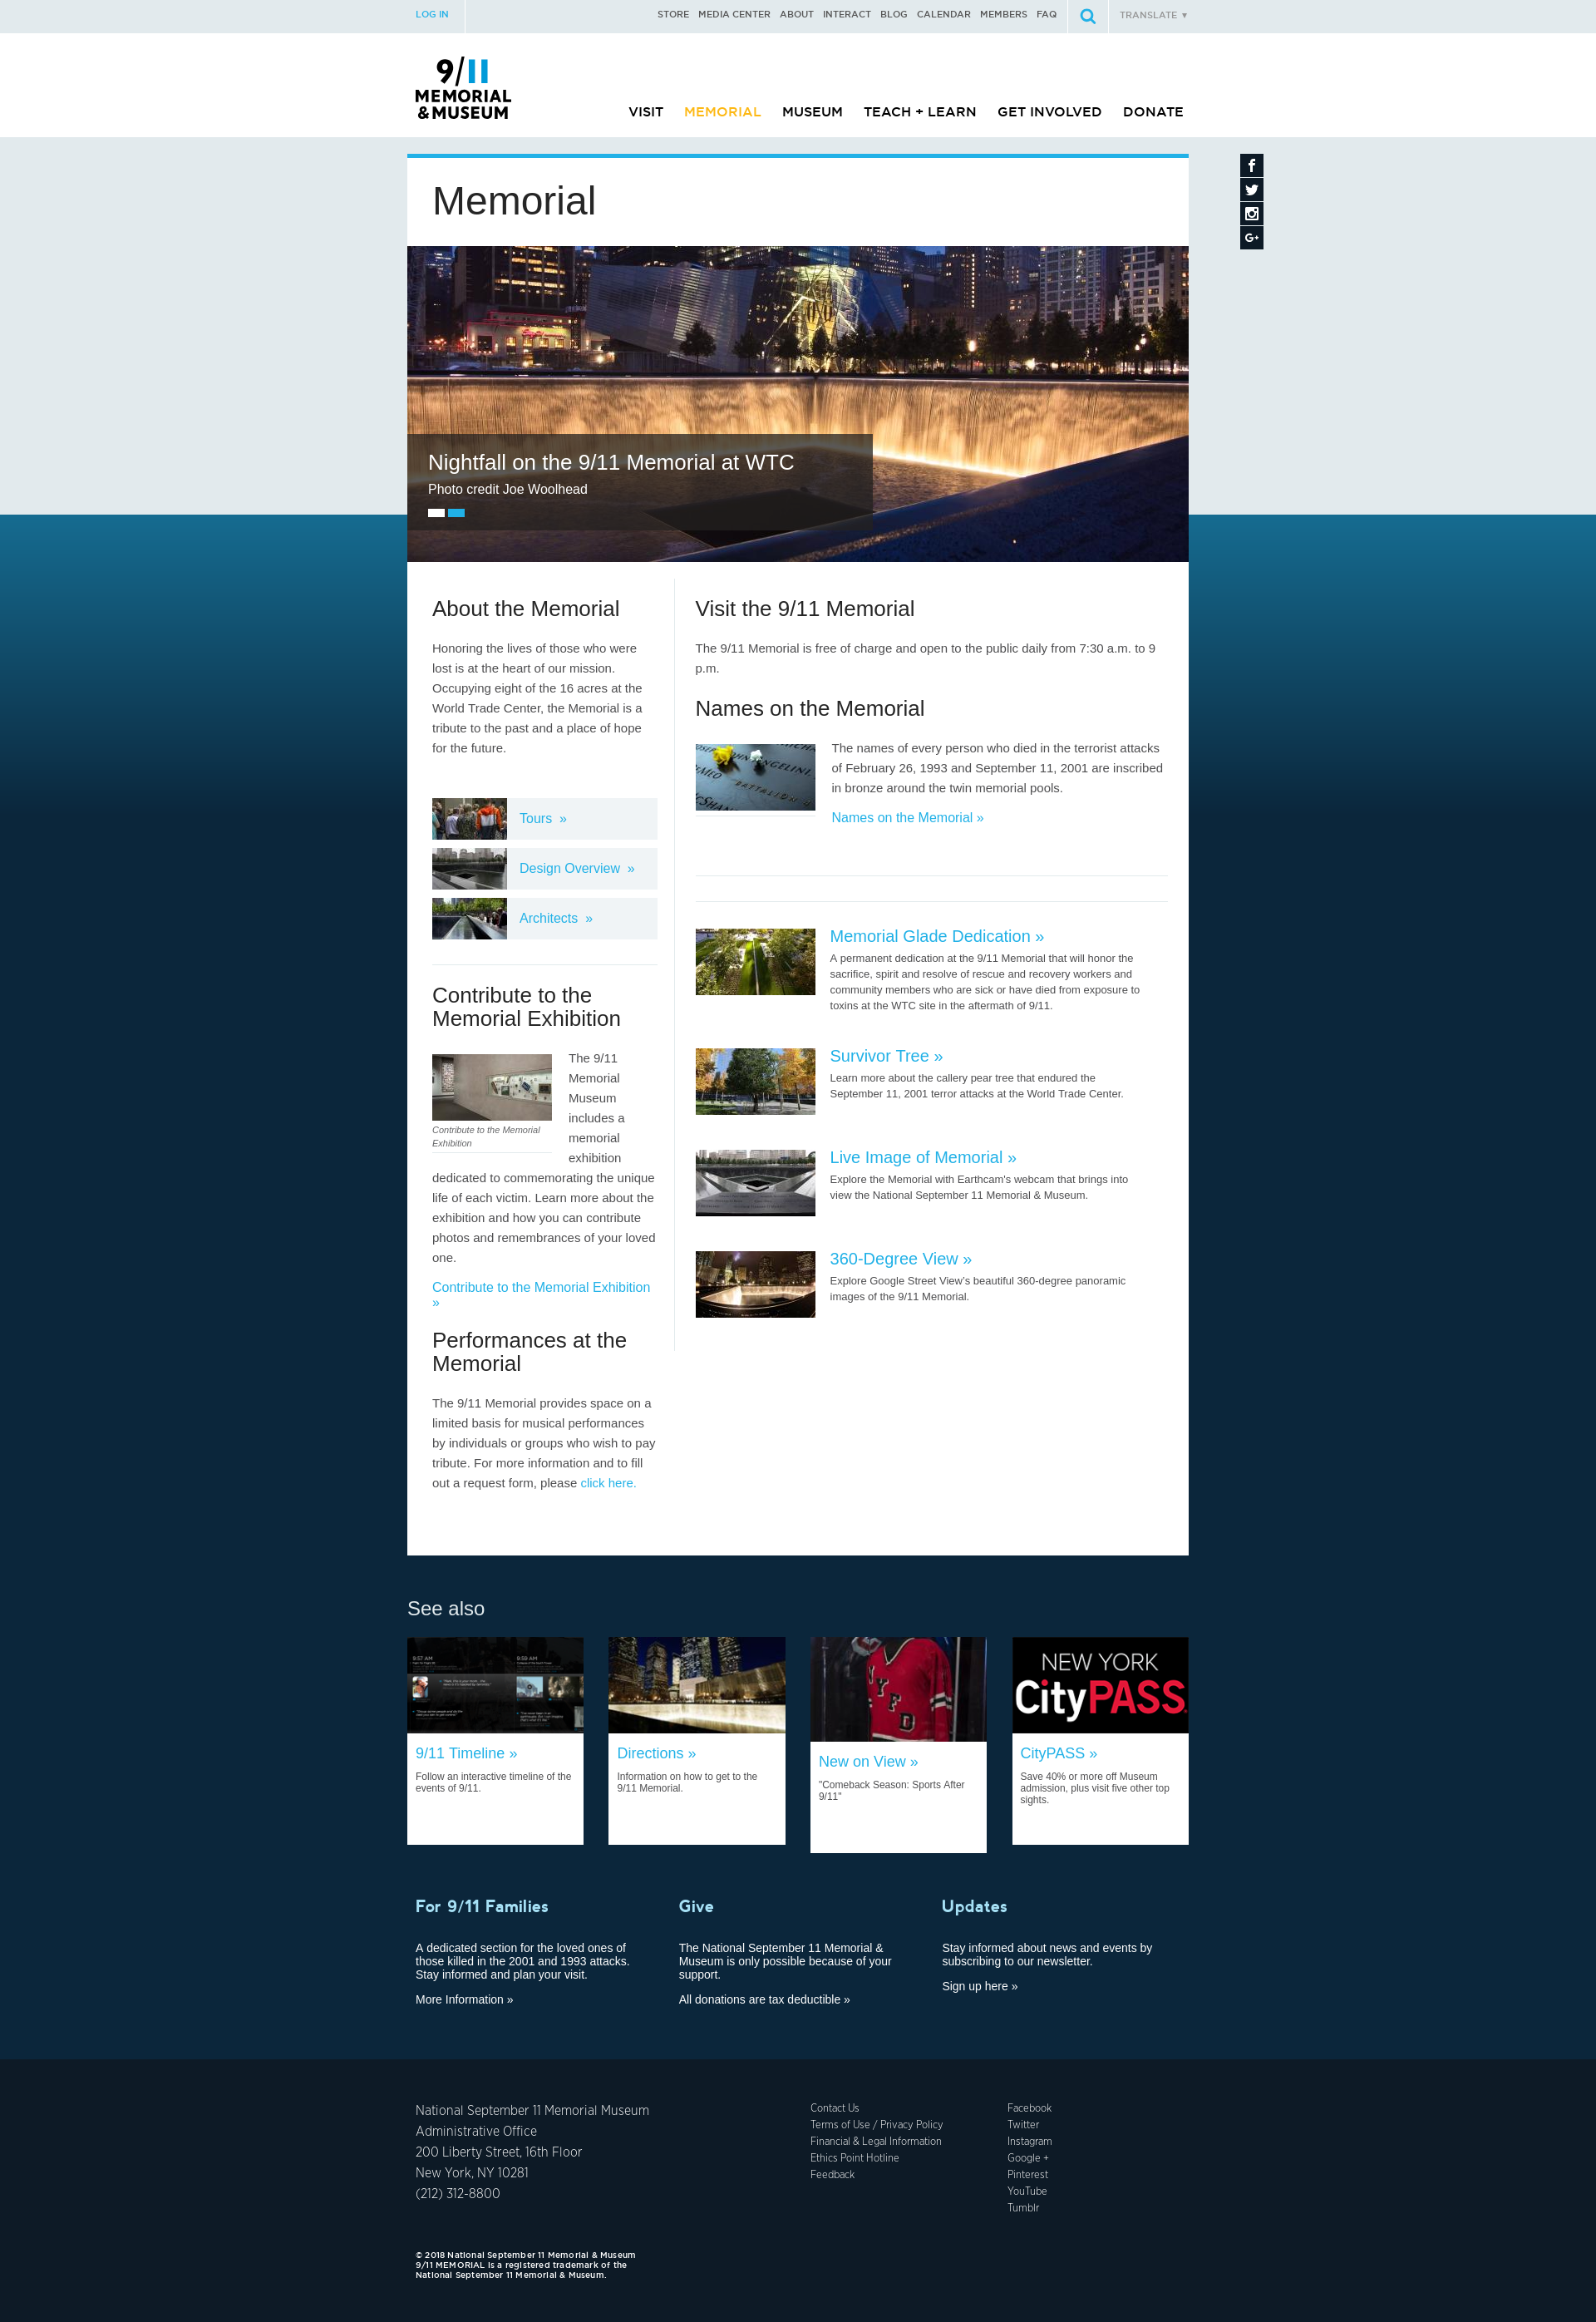 LOG IN
STORE MEDIA CENTER ABOUT INTERACT BLOG CALENDAR MEMBERS FAQ
TRANSLATE ▼
9/11
MEMORIAL
&MUSEUM
VISIT MEMORIAL MUSEUM TEACH + LEARN GET INVOLVED DONATE
Memorial
Nightfall on the 9/11 Memorial at WTC
Photo credit Joe Woolhead
About the Memorial
Honoring the lives of those who were
lost is at the heart of our mission.
Occupying eight of the 16 acres at the
World Trade Center, the Memorial is a
tribute to the past and a place of hope
for the future.
Tours »
Design Overview »
Architects »
Contribute to the
Memorial Exhibition
The 9/11
Memorial
Museum
includes a
memorial
exhibition
Contribute to the Memorial
Exhibition
dedicated to commemorating the unique
life of each victim. Learn more about the
exhibition and how you can contribute
photos and remembrances of your loved
one.
Contribute to the Memorial Exhibition
»
Performances at the
Memorial
The 9/11 Memorial provides space on a
limited basis for musical performances
by individuals or groups who wish to pay
tribute. For more information and to fill
out a request form, please click here.
Visit the 9/11 Memorial
The 9/11 Memorial is free of charge and open to the public daily from 7:30 a.m. to 9
p.m.
Names on the Memorial
BATTALION
The names of every person who died in the terrorist attacks
of February 26, 1993 and September 11, 2001 are inscribed
in bronze around the twin memorial pools.
Names on the Memorial »
Memorial Glade Dedication »
A permanent dedication at the 9/11 Memorial that will honor the
sacrifice, spirit and resolve of rescue and recovery workers and
community members who are sick or have died from exposure to
toxins at the WTC site in the aftermath of 9/11.
Survivor Tree »
Learn more about the callery pear tree that endured the
September 11, 2001 terror attacks at the World Trade Center.
Live Image of Memorial »
Explore the Memorial with Earthcam's webcam that brings into
view the National September 11 Memorial & Museum.
360-Degree View »
Explore Google Street View's beautiful 360-degree panoramic
images of the 9/11 Memorial.
See also
9:57 AM
9:59 AM
9/11 Timeline »
Follow an interactive timeline of the
events of 9/11.
Directions »
Information on how to get to the
9/11 Memorial.
YFD
New on View »
"Comeback Season: Sports After
9/11"
NEW YORK
CityPASS
CityPASS »
Save 40% or more off Museum
admission, plus visit five other top
sights.
For 9/11 Families
A dedicated section for the loved ones of
those killed in the 2001 and 1993 attacks.
Stay informed and plan your visit.
More Information »
Give
The National September 11 Memorial &
Museum is only possible because of your
support.
All donations are tax deductible »
Updates
Stay informed about news and events by
subscribing to our newsletter.
Sign up here »
National September 11 Memorial Museum
Administrative Office
200 Liberty Street, 16th Floor
New York, NY 10281
(212) 312-8800
Contact Us
Terms of Use / Privacy Policy
Financial & Legal Information
Ethics Point Hotline
Feedback
Facebook
Twitter
Instagram
Google +
Pinterest
YouTube
Tumblr
© 2018 National September 11 Memorial & Museum
9/11 MEMORIAL is a registered trademark of the
National September 11 Memorial & Museum.